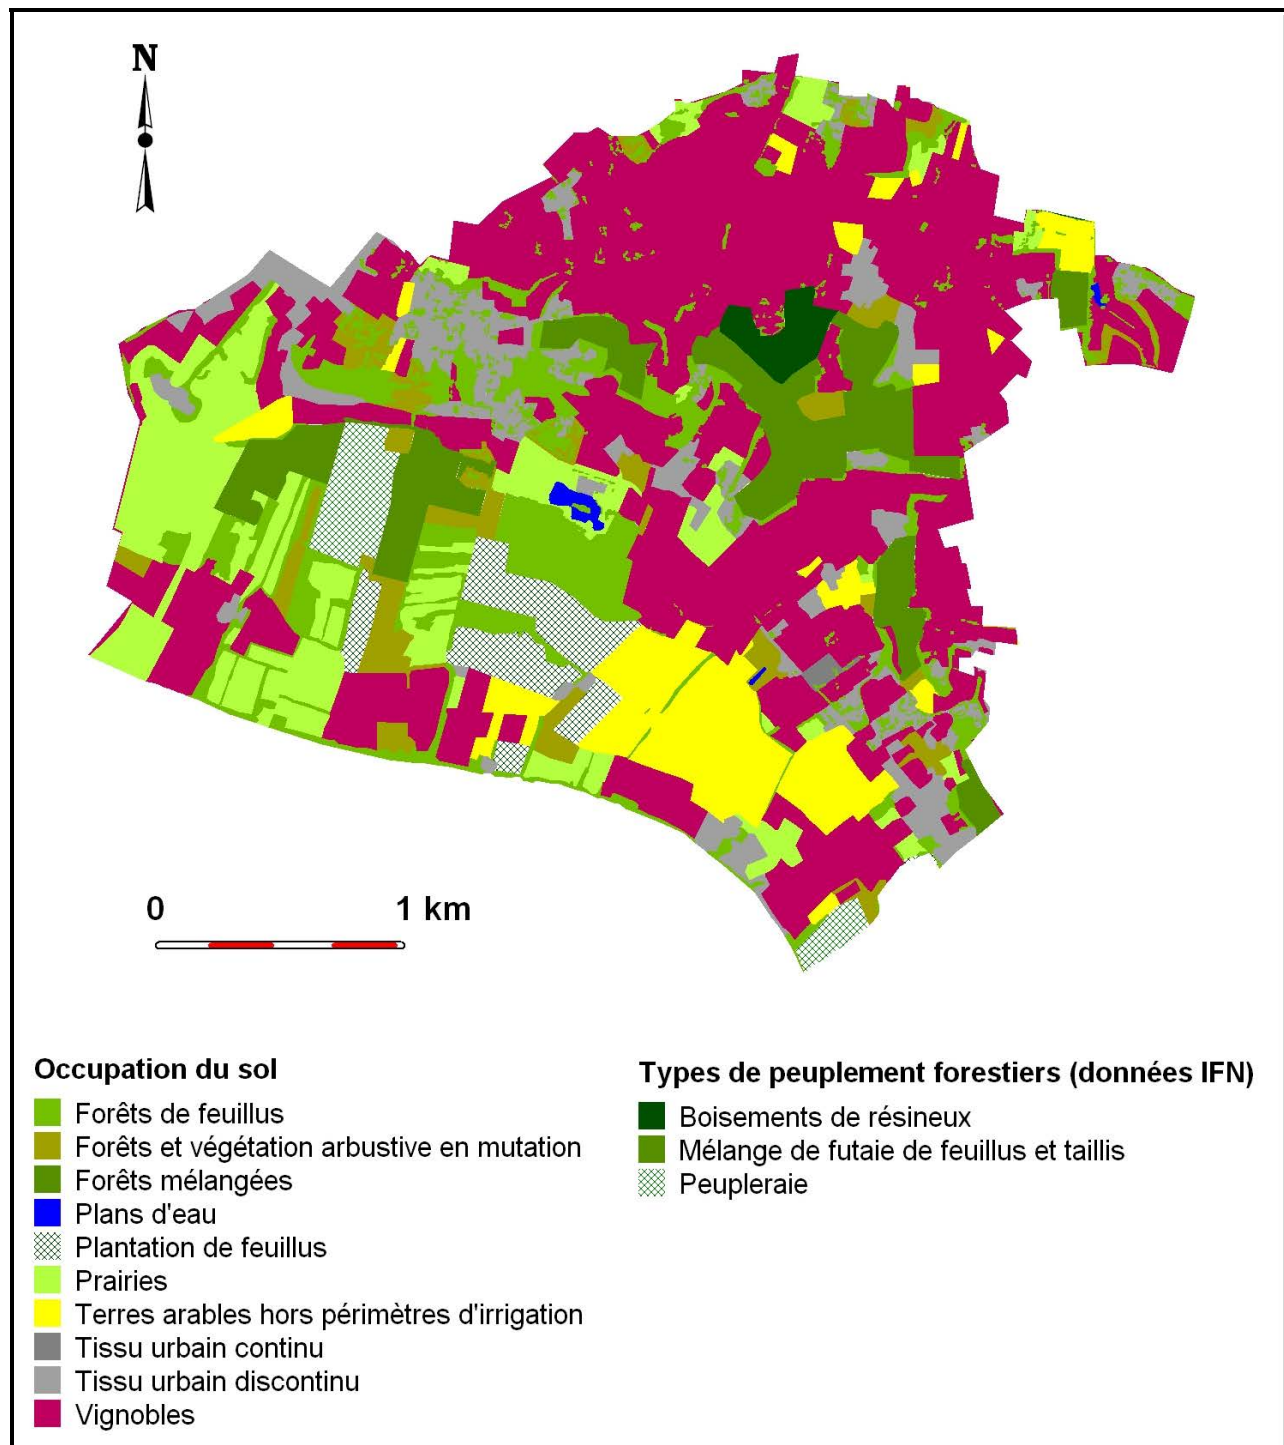 N
0 1 km
Occupation du sol
Forêts de feuillus
Forêts et végétation arbustive en mutation
Forêts mélangées
Plans d'eau
Plantation de feuillus
Prairies
Terres arables hors périmètres d'irrigation
Tissu urbain continu
Tissu urbain discontinu
Vignobles
Types de peuplement forestiers (données IFN)
Boisements de résineux
Mélange de futaie de feuillus et taillis
Peupleraie